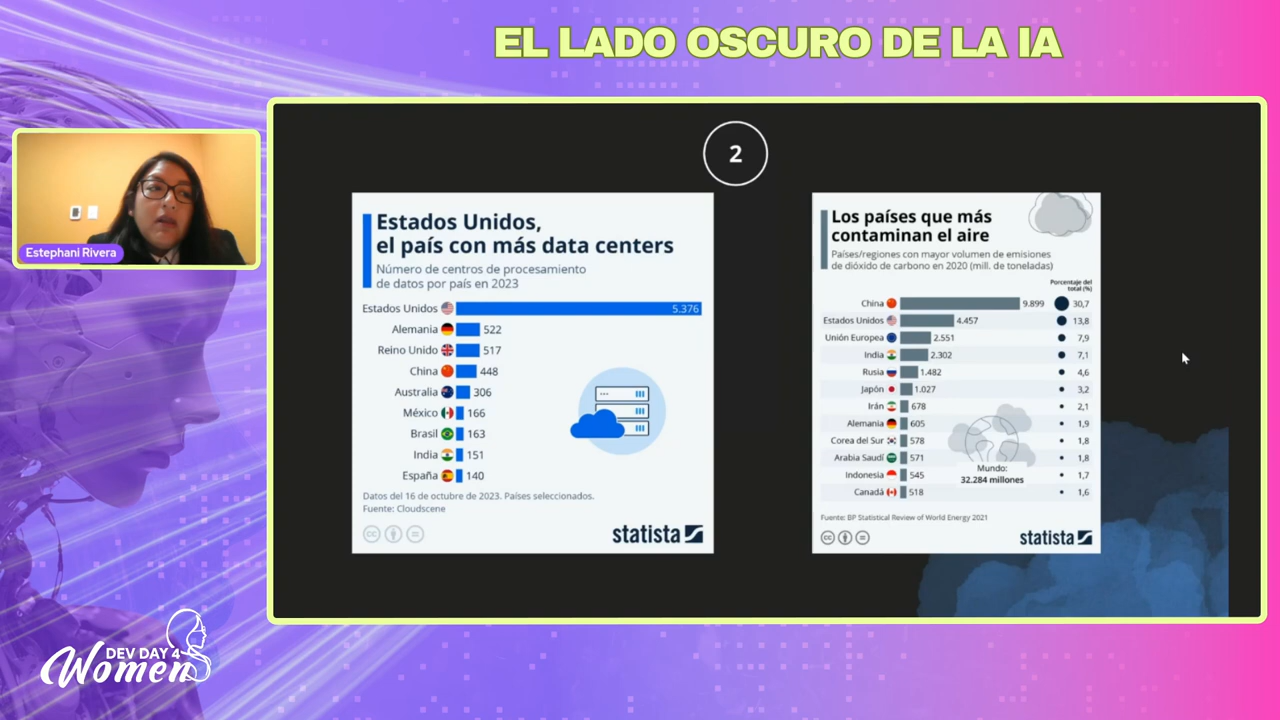 EL LADO OSCURO DE LA IA
Estephani Rivera
2
Estados Unidos,
el país con más data centers
Número de centros de procesamiento
de datos por país en 2023
Estados Unidos 5.376
Alemania 522
Reino Unido 517
China 448
Australia 306
México 166
Brasil 163
India 151
España 140
Datos del 16 de octubre de 2023. Países seleccionados.
Fuente: Cloudscene
cc
statista
Los países que más
contaminan el aire
Países/regiones con mayor volumen de emisiones
de dióxido de carbono en 2020 (mill. de toneladas)
Porcentaje del
total (%)
China 9.899 30,7
Estados Unidos 4.457 13,8
Unión Europea 2.551 7,9
India 2.302 7,1
Rusia 1.482 4,6
Japón 1.027 3,2
Irán 678 2,1
Alemania 605 1,9
Corea del Sur 578 1,8
Arabia Saudí 571 1,8
Indonesia 545 1,7
Canadá 518 1,6
Mundo:
32.284 millones
Fuente: BP Statistical Review of World Energy 2021
cc
statista
DEV DAY 4
Women